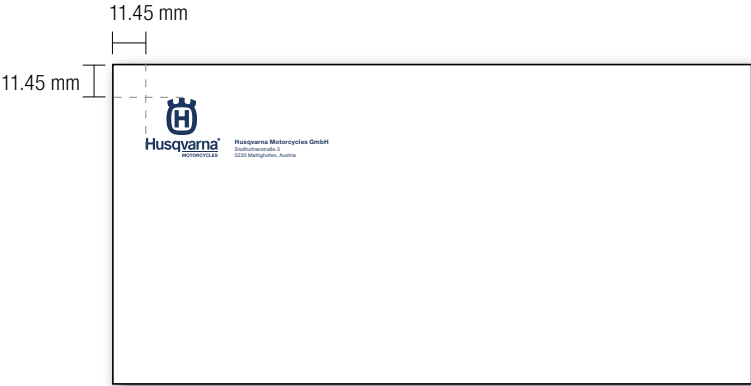 11.45 mm
11.45 mm
H
Husqvarna®
MOTORCYCLES
Husqvarna Motorcycles GmbH
Stallhofnerstraße 3
5230 Mattighofen, Austria